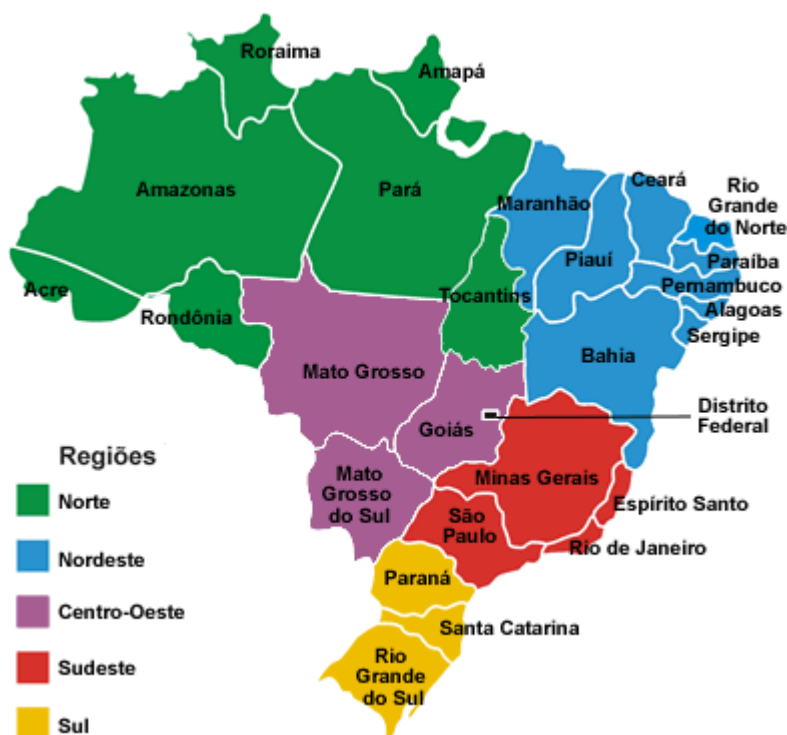 Roraima
Amapá
Amazonas
Pará
Maranhão
Ceará
Rio
Grande
do Norte
Piauí
Paraíba
Pernambuco
Alagoas
Sergipe
Acre
Rondônia
Tocantins
Bahia
Mato Grosso
Goiás
Distrito
Federal
Mato
Grosso
do Sul
Minas Gerais
Espírito Santo
São
Paulo
Rio de Janeiro
Paraná
Santa Catarina
Rio
Grande
do Sul
Regiões
Norte
Nordeste
Centro-Oeste
Sudeste
Sul